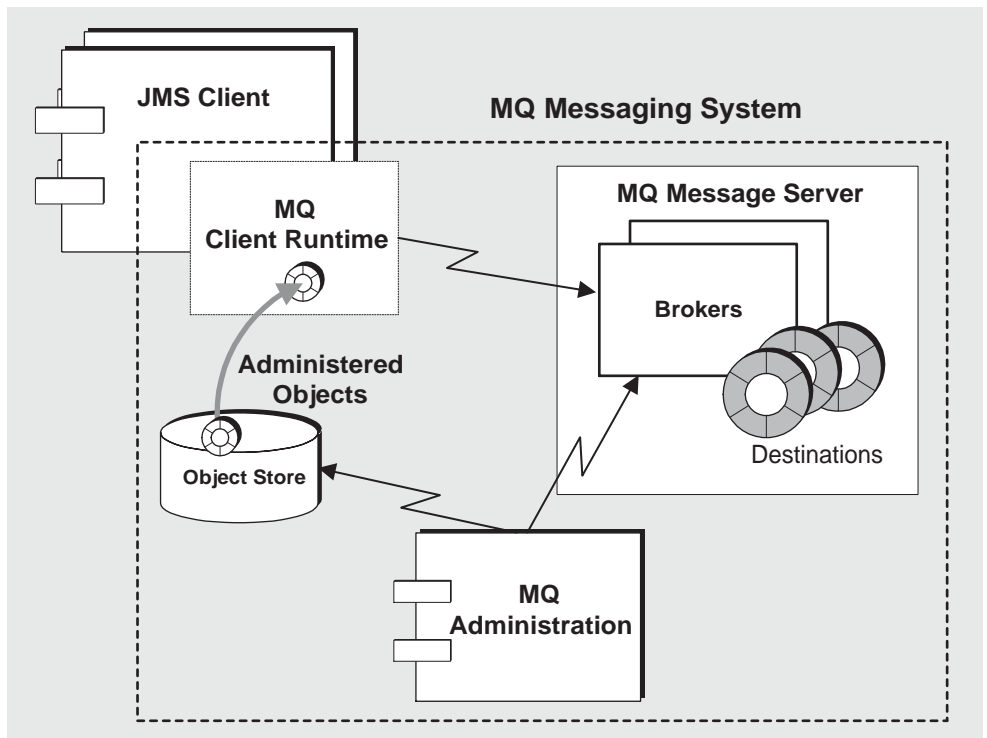 JMS Client
MQ Messaging System
MQ Message Server
MQ
Client Runtime
Brokers
Administered
Objects
Object Store
Destinations
MQ
Administration